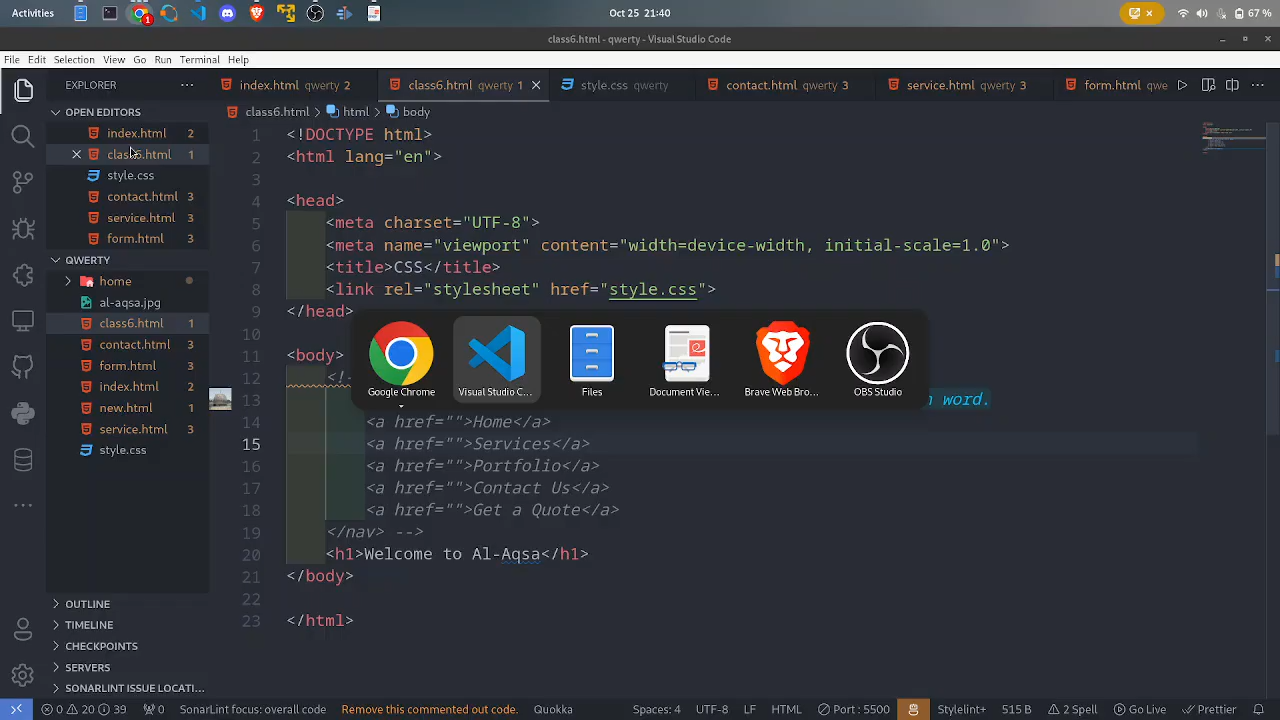 Activities
Oct 25 21:40
67 %
class6.html - qwerty - Visual Studio Code
File Edit Selection View Go Run Terminal Help
EXPLORER
index.html qwerty 2
class6.html qwerty 1
style.css qwerty
contact.html qwerty 3
service.html qwerty 3
form.html qwe
OPEN EDITORS
index.html 2
class6.html 1
style.css
contact.html 3
service.html 3
form.html 3
QWERTY
home
al-aqsa.jpg
class6.html 1
contact.html 3
form.html 3
index.html 2
new.html 1
service.html 3
style.css
OUTLINE
TIMELINE
CHECKPOINTS
SERVERS
SONARLINT ISSUE LOCATI...
class6.html > html > body
1 <!DOCTYPE html>
2 <html lang="en">
3
4 <head>
5 <meta charset="UTF-8">
6 <meta name="viewport" content="width=device-width, initial-scale=1.0">
7 <title>CSS</title>
8 <link rel="stylesheet" href="style.css">
9 </head>
10
11 <body>
12 <!-
13 word.
14 <a href="">Home</a>
15 <a href="">Services</a>
16 <a href="">Portfolio</a>
17 <a href="">Contact Us</a>
18 <a href="">Get a Quote</a>
19 </nav> -->
20 <h1>Welcome to Al-Aqsa</h1>
21 </body>
22
23 </html>
Google Chrome
Visual Studio C...
Files
Document Vie...
Brave Web Bro...
OBS Studio
0 20 39 0 SonarLint focus: overall code Remove this commented out code. Quokka Spaces: 4 UTF-8 LF HTML Port : 5500 Stylelint+ 515 B 2 Spell Go Live Prettier